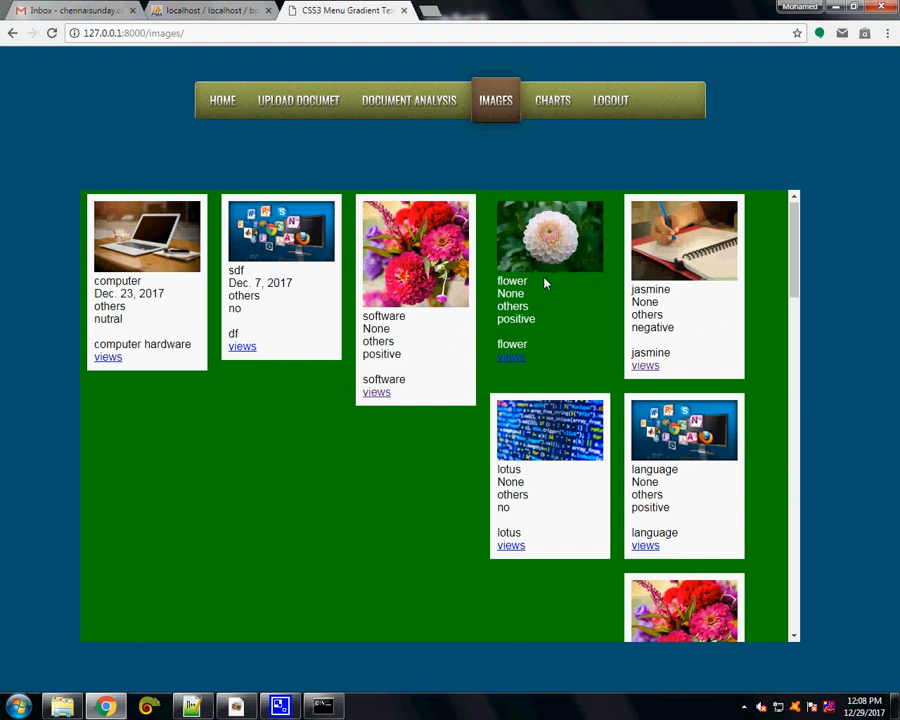 Inbox - chennaisunday.c
localhost / localhost / bo
CSS3 Menu Gradient Tex
Mohamed
127.0.0.1:8000/images/
HOME
UPLOAD DOCUMET
DOCUMENT ANALYSIS
IMAGES
CHARTS
LOGOUT
computer
Dec. 23, 2017
others
nutral
computer hardware
views
sdf
Dec. 7, 2017
others
no
df
views
software
None
others
positive
software
views
flower
None
others
positive
flower
views
jasmine
None
others
negative
jasmine
views
lotus
None
others
no
lotus
views
language
None
others
positive
language
views
12:08 PM
12/29/2017